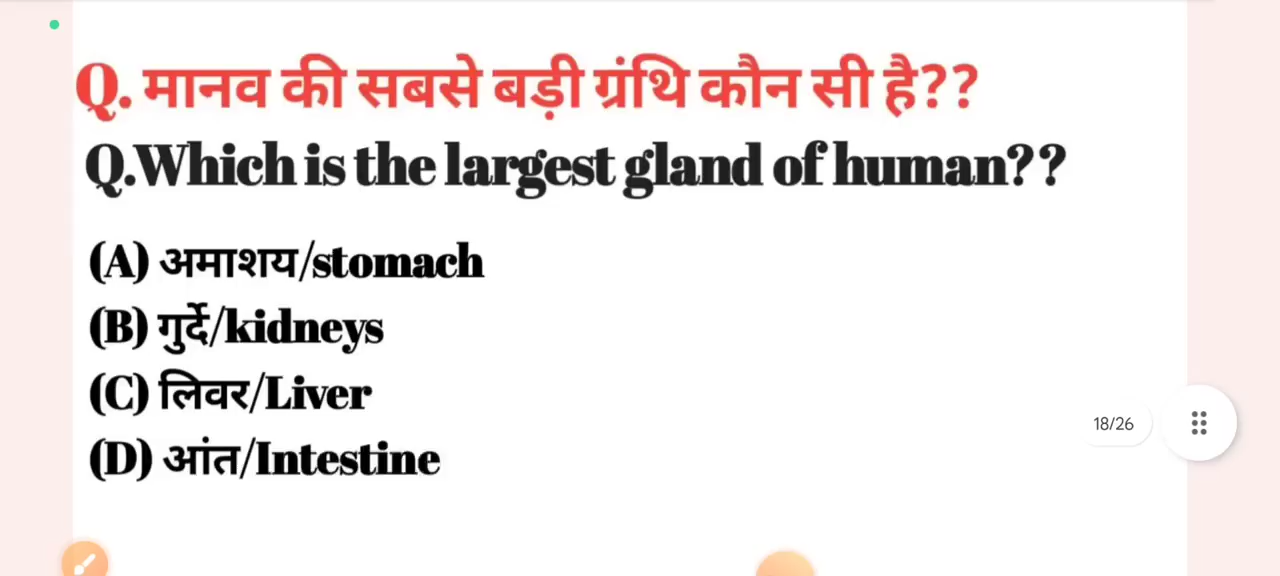 Q. मानव की सबसे बड़ी ग्रंथि कौन सी है??
Q.Which is the largest gland of human??
(A) अमाशय/stomach
(B) गुर्दे/kidneys
(C) लिवर/Liver
18/26
(D) आंत/Intestine